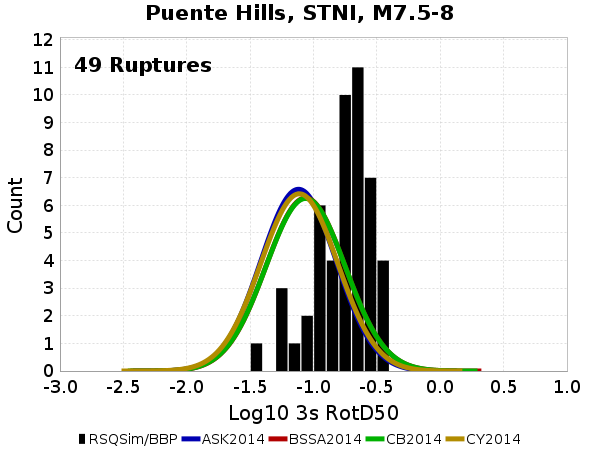 Puente Hills, STNI, M7.5-8
49 Ruptures
12
11
10
9
8
7
6
5
4
3
2
1
0
Count
-3.0 -2.5 -2.0 -1.5 -1.0 -0.5 0.0 0.5 1.0
Log10 3s RotD50
RSQSim/BBP ASK2014 BSSA2014 CB2014 CY2014